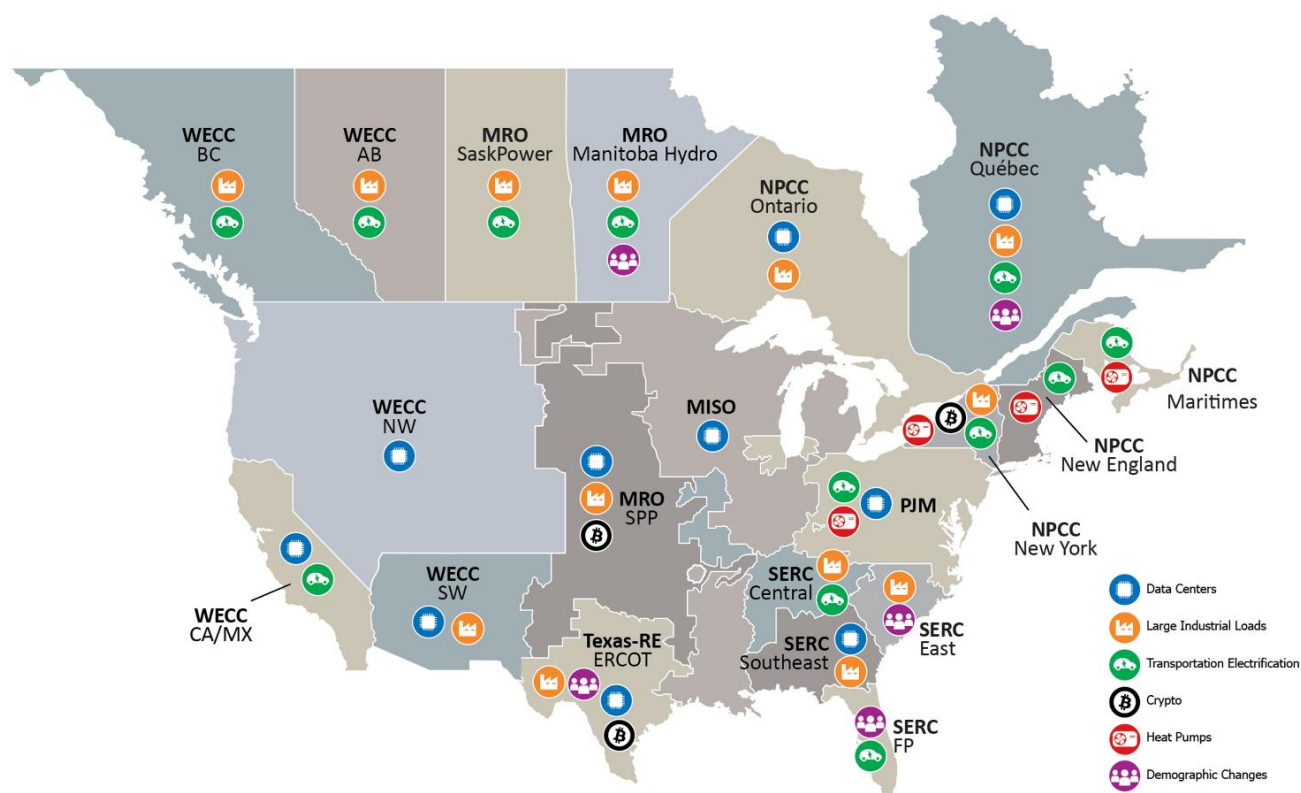 WECC
BC
WECC
AB
MRO
SaskPower
MRO
Manitoba Hydro
NPCC
Ontario
NPCC
Québec
NPCC
Maritimes
WECC
NW
MISO
NPCC
New England
MRO
SPP
PJM
NPCC
New York
WECC
CA/MX
WECC
SW
SERC
Central
SERC
East
Texas-RE
ERCOT
SERC
Southeast
SERC
FP
Data Centers
Large Industrial Loads
Transportation Electrification
Crypto
Heat Pumps
Demographic Changes